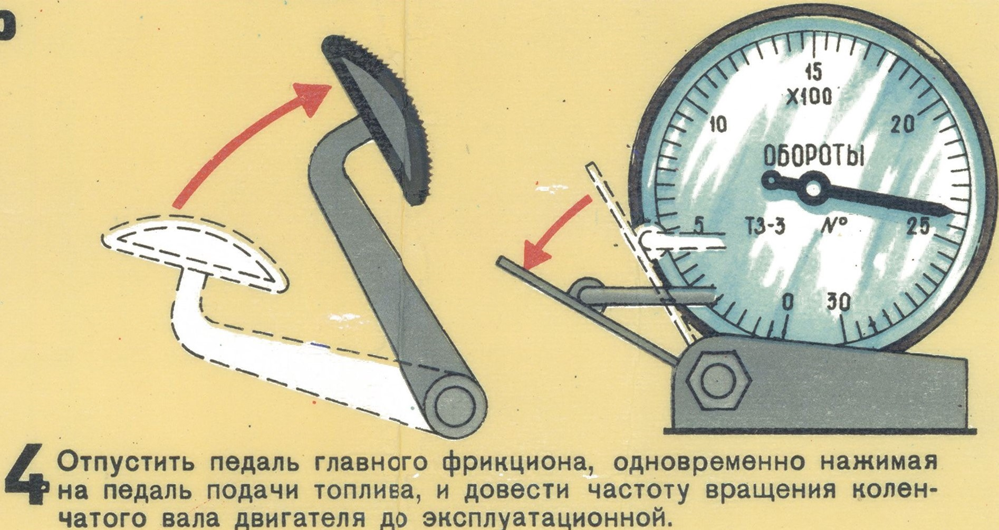 15
X100
10
20
ОБОРОТЫ
5
ТЗ-3
№
25
0
30
4 Отпустить педаль главного фрикциона, одновременно нажимая
на педаль подачи топлива, и довести частоту вращения колен-
чатого вала двигателя до эксплуатационной.